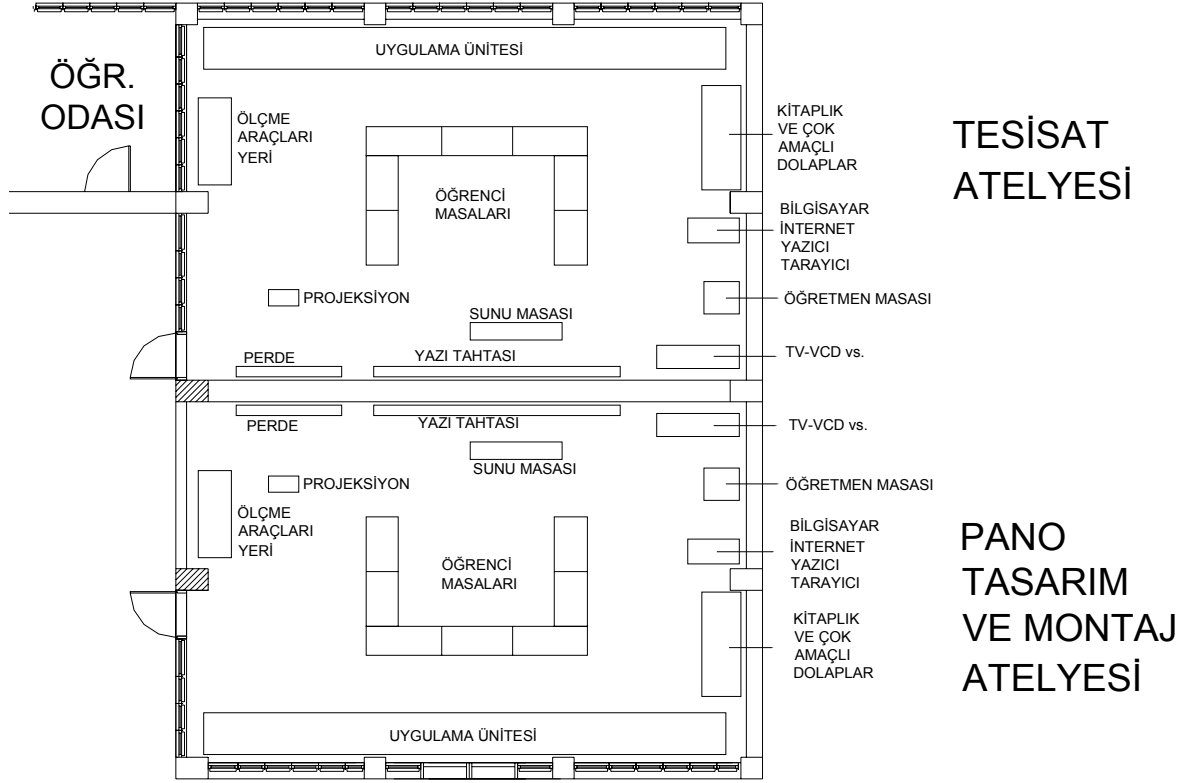 UYGULAMA ÜNİTESİ
ÖĞR.
ODASI
ÖLÇME
ARAÇLARI
YERİ
KİTAPLIK
VE ÇOK
AMAÇLI
DOLAPLAR
TESİSAT
ATELYESİ
ÖĞRENCİ
MASALARI
BİLGİSAYAR
İNTERNET
YAZICI
TARAYICI
PROJEKSİYON
ÖĞRETMEN MASASI
SUNU MASASI
PERDE
YAZI TAHTASI
TV-VCD vs.
PERDE
YAZI TAHTASI
TV-VCD vs.
SUNU MASASI
PROJEKSİYON
ÖĞRETMEN MASASI
ÖLÇME
ARAÇLARI
YERİ
BİLGİSAYAR
İNTERNET
YAZICI
TARAYICI
ÖĞRENCİ
MASALARI
PANO
TASARIM
VE MONTAJ
ATELYESİ
KİTAPLIK
VE ÇOK
AMAÇLI
DOLAPLAR
UYGULAMA ÜNİTESİ